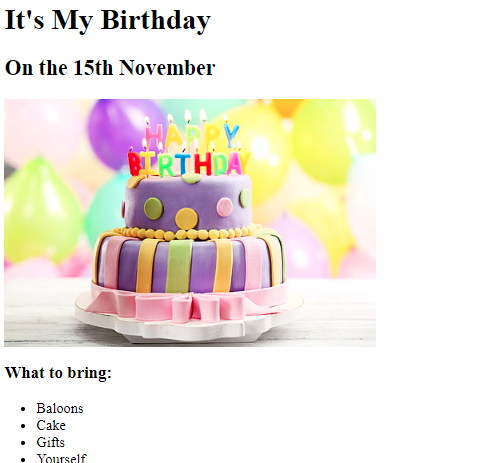 It's My Birthday
On the 15th November
HAPPY
BIRTHDAY
What to bring:
Baloons
Cake
Gifts
Yourself